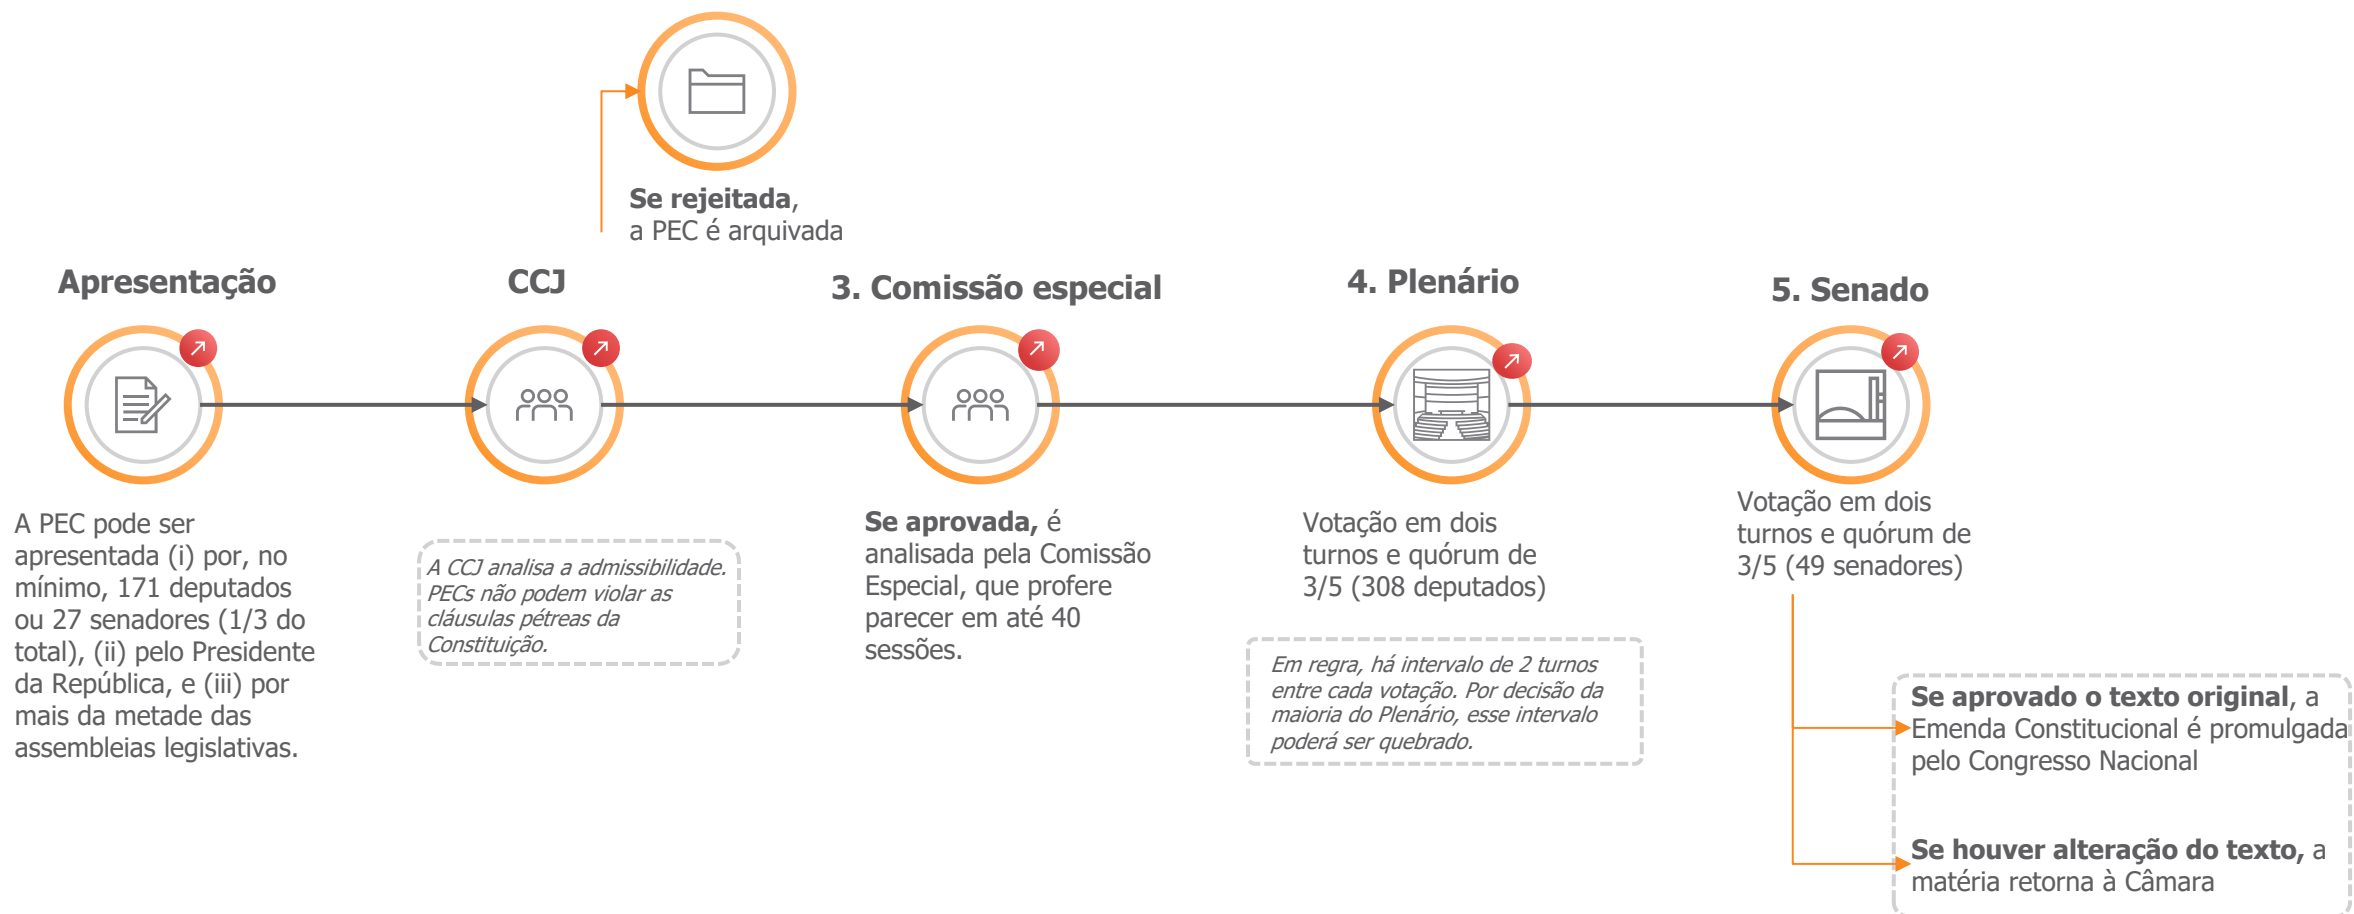 Se rejeitada,
a PEC é arquivada
Apresentação
CCJ
3. Comissão especial
4. Plenário
5. Senado
A PEC pode ser
apresentada (i) por, no
mínimo, 171 deputados
ou 27 senadores (1/3 do
total), (ii) pelo Presidente
da República, e (iii) por
mais da metade das
assembleias legislativas.
A CCJ analisa a admissibilidade.
PECs não podem violar as
cláusulas pétreas da
Constituição.
Se aprovada, é
analisada pela Comissão
Especial, que profere
parecer em até 40
sessões.
Votação em dois
turnos e quórum de
3/5 (308 deputados)
Em regra, há intervalo de 2 turnos
entre cada votação. Por decisão da
maioria do Plenário, esse intervalo
poderá ser quebrado.
Votação em dois
turnos e quórum de
3/5 (49 senadores)
Se aprovado o texto original, a
Emenda Constitucional é promulgada
pelo Congresso Nacional
Se houver alteração do texto, a
matéria retorna à Câmara